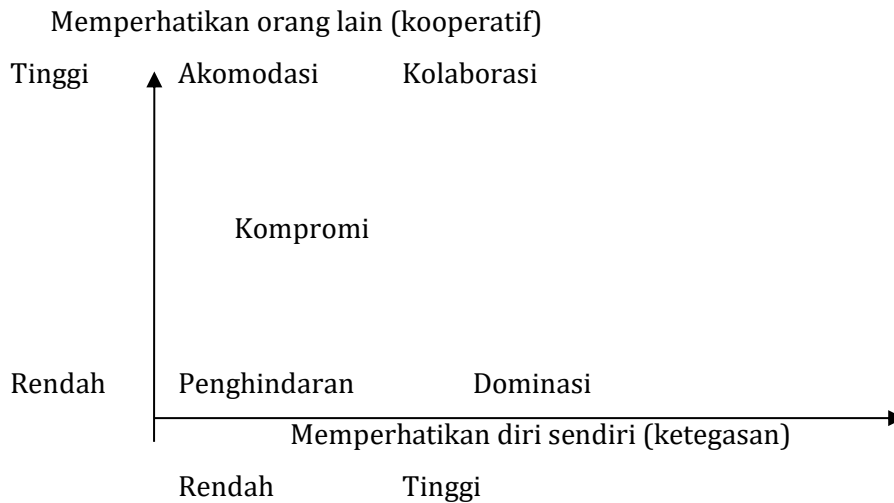 Memperhatikan orang lain (kooperatif)
Tinggi Akomodasi Kolaborasi
Kompromi
Rendah Penghindaran Dominasi
Memperhatikan diri sendiri (ketegasan)
Rendah Tinggi